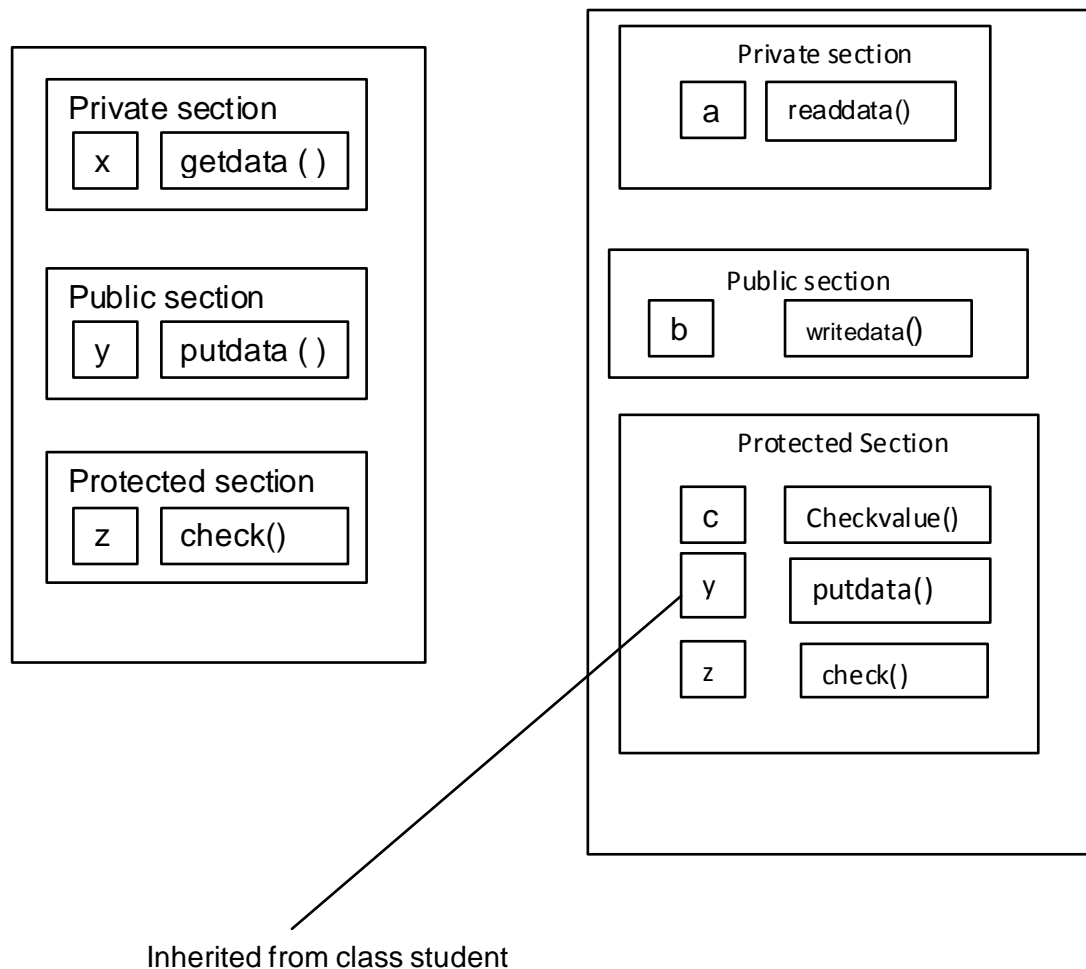 Private section
x getdata ( )
Public section
y putdata ( )
Protected section
z check()
Private section
a readdata()
Public section
b writedata()
Protected Section
c Checkvalue()
y putdata()
z check()
Inherited from class student